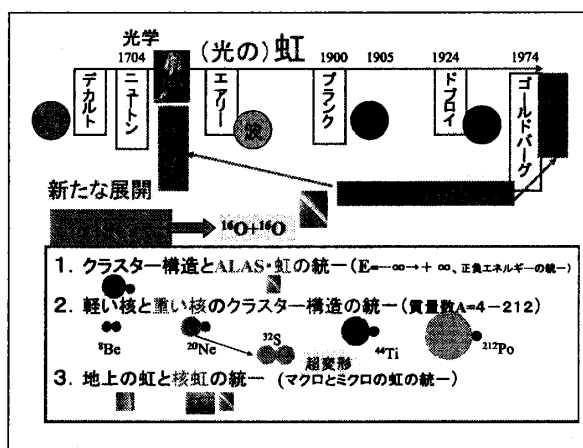 光学
(光の)虹
1704 1900 1905 1924 1974
デカルト
ニュートン
エアリー
波
プランク
ドブロイ
ゴールドバーグ
新たな展開
¹⁶O+¹⁶O
1. クラスター構造とALAS・虹の統一(E=-∞→+∞、正負エネルギーの統一)
2. 軽い核と重い核のクラスター構造の統一(質量数A=4-212)
⁸Be ²⁰Ne ³²S ⁴⁴Ti ²¹²Po
超変形
3. 地上の虹と核虹の統一 (マクロとミクロの虹の統一)